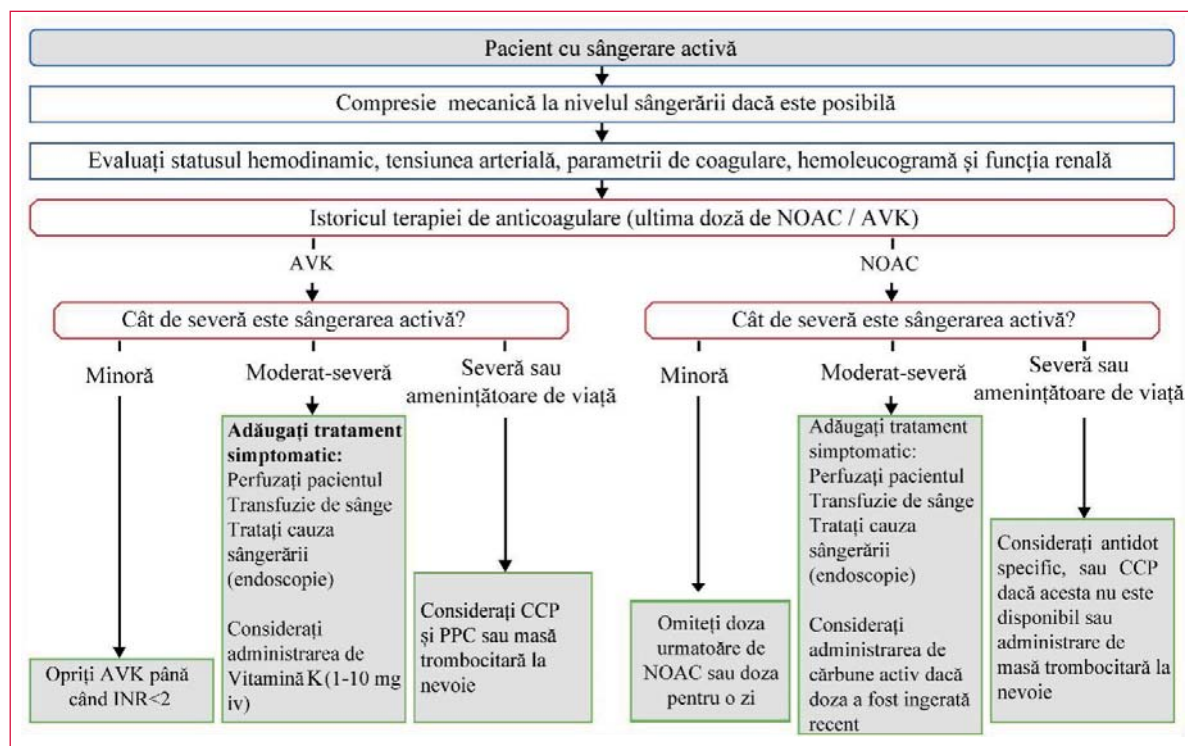 Pacient cu sângerare activă
Compresie mecanică la nivelul sângerării dacă este posibilă
Evaluați statusul hemodinamic, tensiunea arterială, parametrii de coagulare, hemoleucogramă și funcția renală
Istoricul terapiei de anticoagulare (ultima doză de NOAC / AVK)
AVK
Cât de severă este sângerarea activă?
Minoră
Opriți AVK până
când INR<2
Moderat-severă
Adăugați tratament
simptomatic:
Perfuzați pacientul
Transfuzie de sânge
Tratați cauza
sângerării
(endoscopie)
Considerați
administrarea de
Vitamină K (1-10 mg
iv)
Severă sau
amenințătoare de viață
Considerați CCP
și PPC sau masă
trombocitară la
nevoie
NOAC
Cât de severă este sângerarea activă?
Minoră
Omiteți doza
urmatoăre de
NOAC sau doza
pentru o zi
Moderat-severă
Adăugați tratament
simptomatic:
Perfuzați pacientul
Transfuzie de sânge
Tratați cauza
sângerării
(endoscopie)
Considerați
administrarea de
cărbune activ dacă
doza a fost ingerată
recent
Severă sau
amenințătoare de viață
Considerați antidot
specific, sau CCP
dacă acesta nu este
disponibil sau
administrare de
masă trombocitară la
nevoie